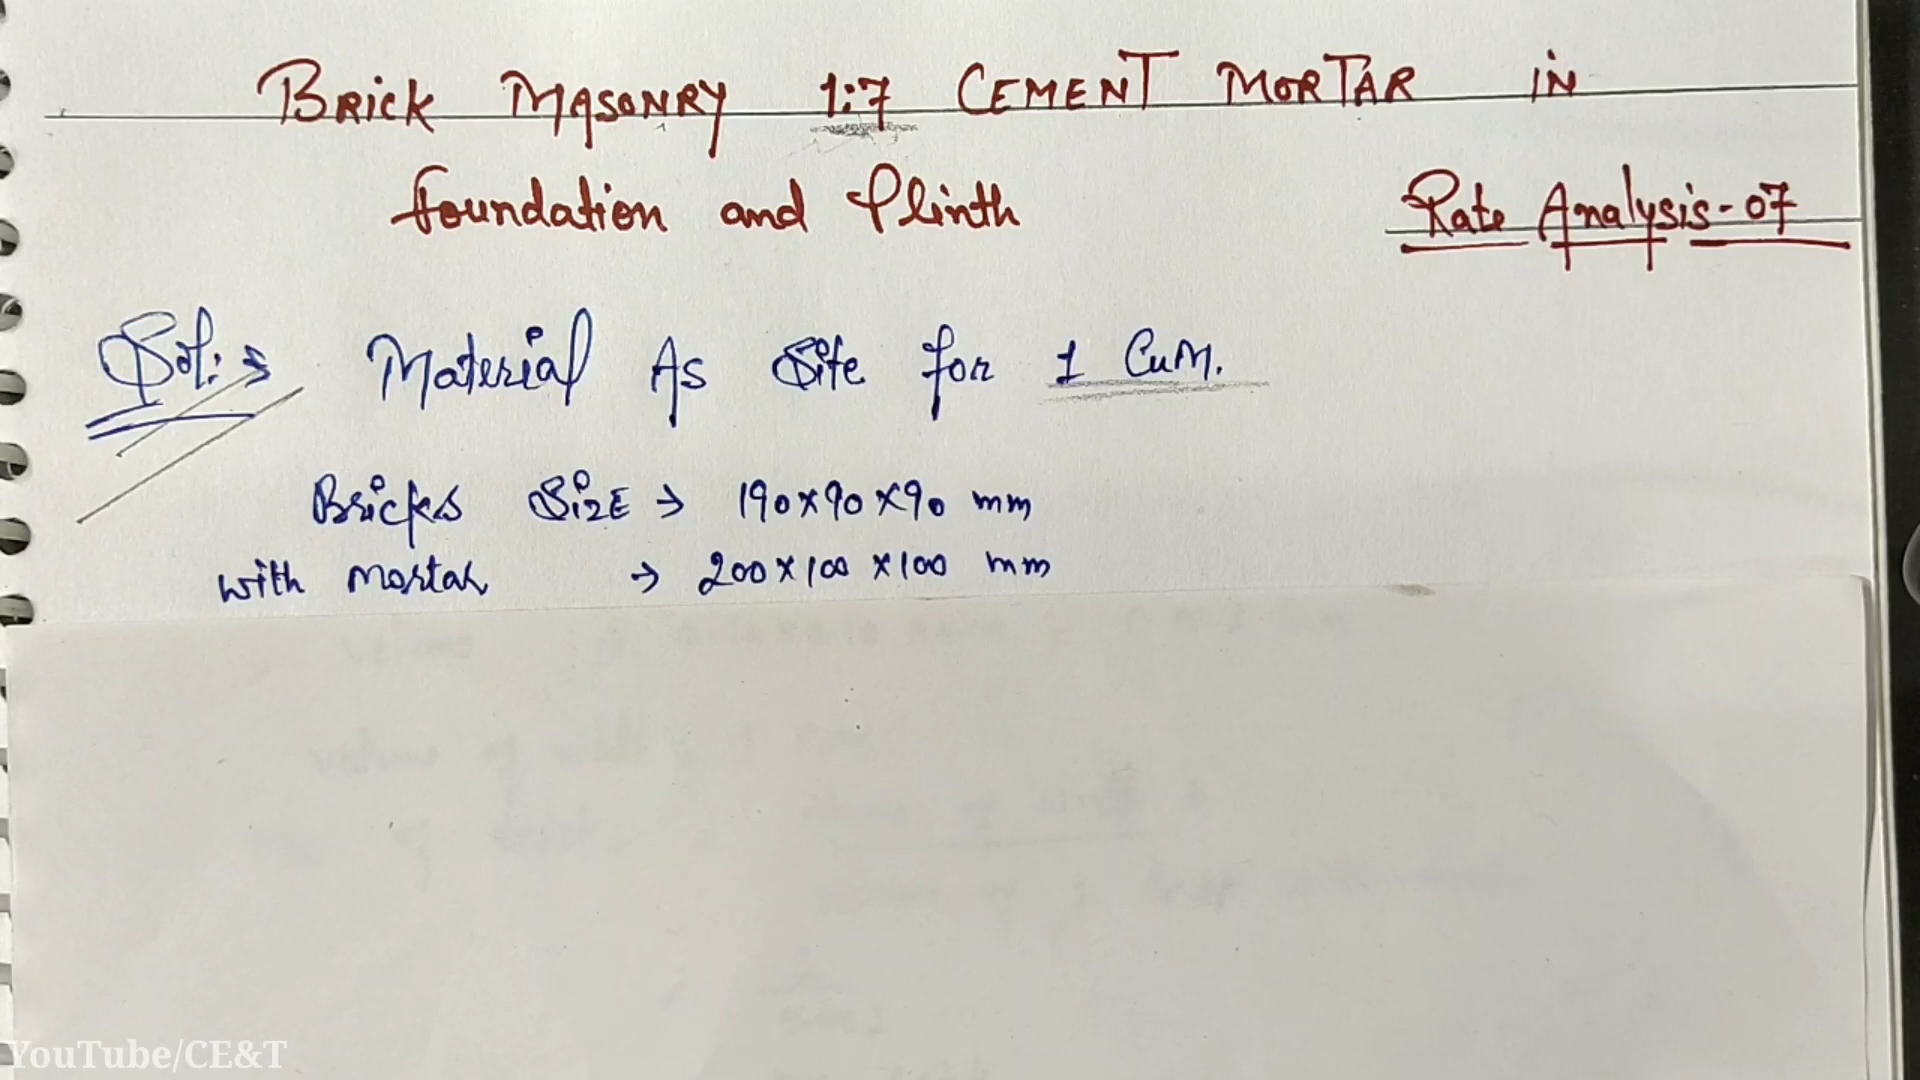 BRICK MASONRY 1:7 CEMENT MORTAR IN
foundation and Plinth
Rate Analysis-07
Sol:→ Material As Site for 1 CuM.
Bricks SIZE → 190×90×90 mm
with mortar → 200×100×100 mm
YouTube/CE&T